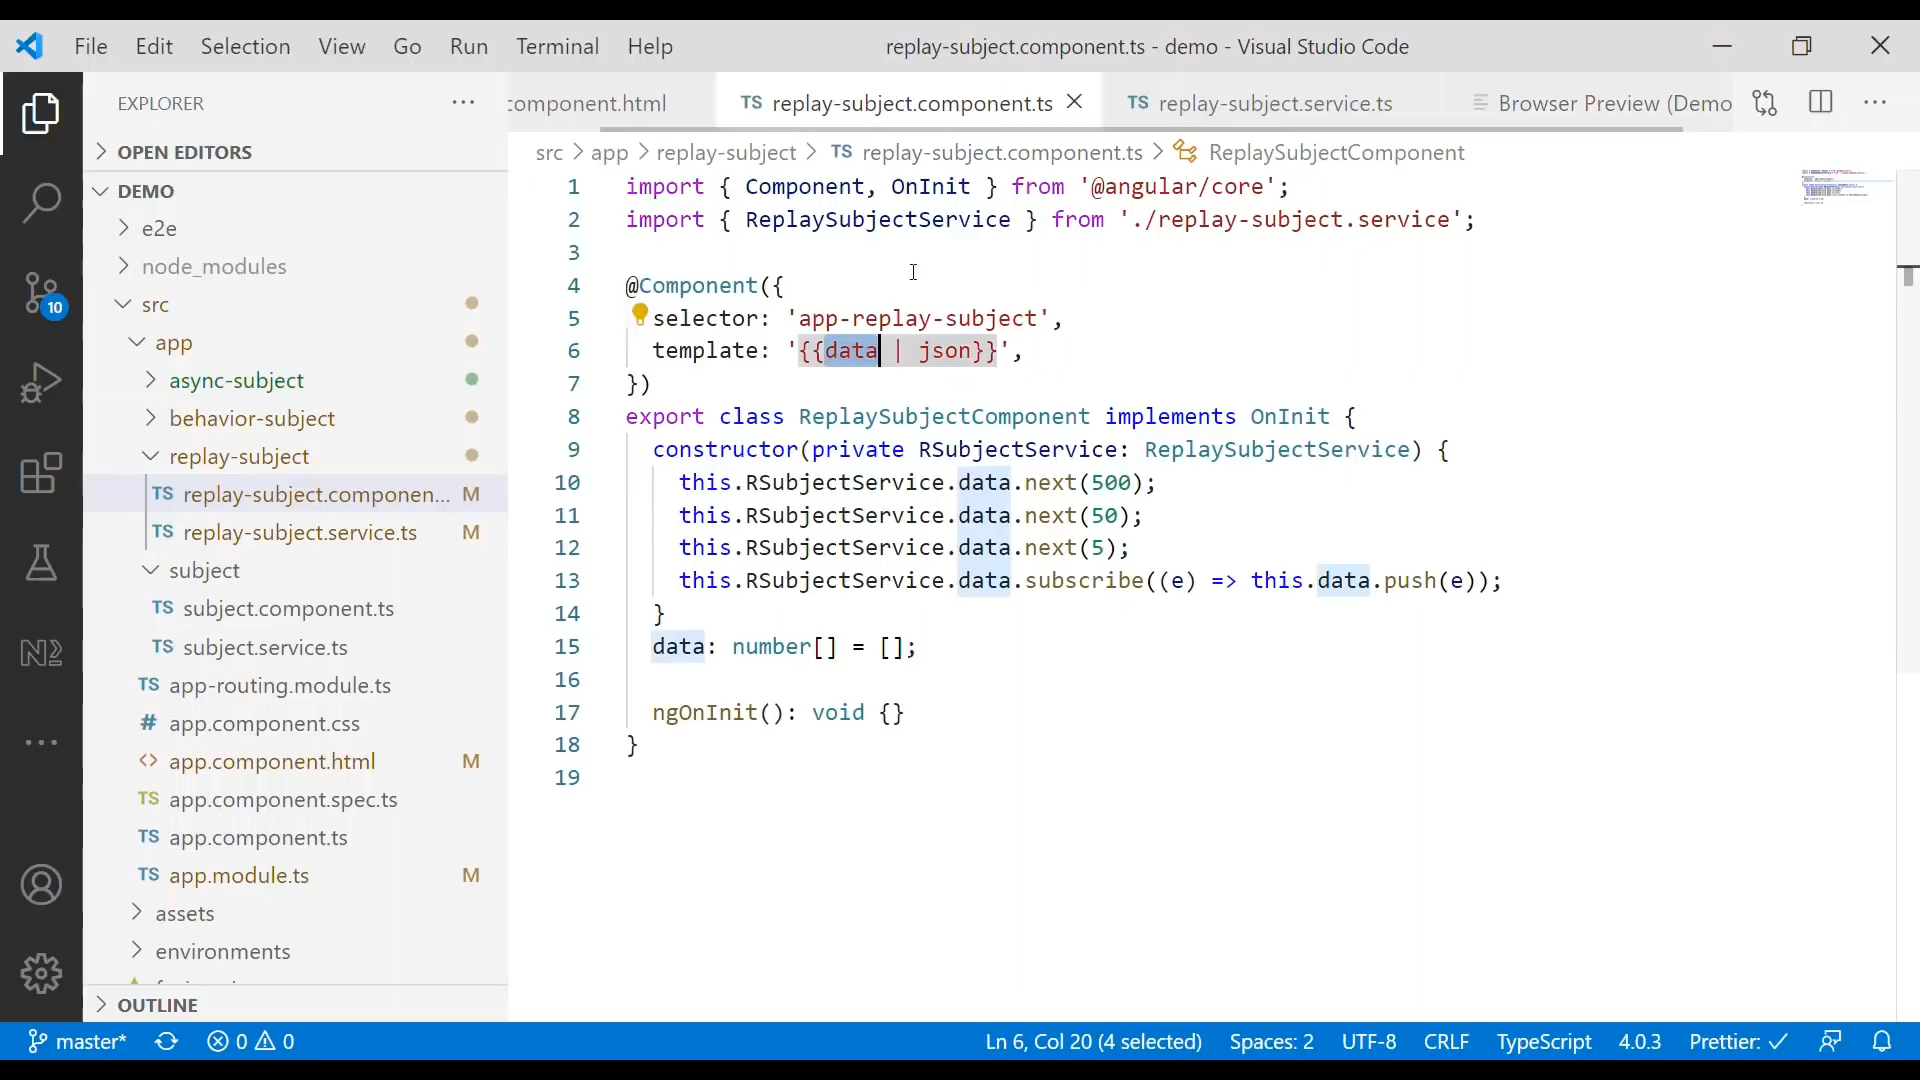 File Edit Selection View Go Run Terminal Help replay-subject.component.ts - demo - Visual Studio Code
EXPLORER
component.html TS replay-subject.component.ts TS replay-subject.service.ts Browser Preview (Demo
OPEN EDITORS
DEMO
e2e
node_modules
src
app
async-subject
behavior-subject
replay-subject
TS replay-subject.componen... M
TS replay-subject.service.ts M
subject
TS subject.component.ts
TS subject.service.ts
TS app-routing.module.ts
# app.component.css
<> app.component.html M
TS app.component.spec.ts
TS app.component.ts
TS app.module.ts M
assets
environments
OUTLINE
10
src > app > replay-subject > TS replay-subject.component.ts > ReplaySubjectComponent
1 import { Component, OnInit } from '@angular/core';
2 import { ReplaySubjectService } from './replay-subject.service';
3
4 @Component({
5 selector: 'app-replay-subject',
6 template: '{{data | json}}',
7 })
8 export class ReplaySubjectComponent implements OnInit {
9 constructor(private RSubjectService: ReplaySubjectService) {
10 this.RSubjectService.data.next(500);
11 this.RSubjectService.data.next(50);
12 this.RSubjectService.data.next(5);
13 this.RSubjectService.data.subscribe((e) => this.data.push(e));
14 }
15 data: number[] = [];
16
17 ngOnInit(): void {}
18 }
19
master* 0 0 Ln 6, Col 20 (4 selected) Spaces: 2 UTF-8 CRLF TypeScript 4.0.3 Prettier: ✓